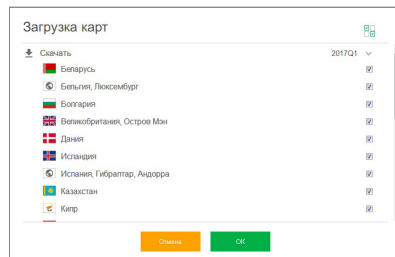 Загрузка карт
Скачать 2017Q1
Беларусь
Бельгия, Люксембург
Болгария
Великобритания, Остров Мэн
Дания
Исландия
Испания, Гибралтар, Андорра
Казахстан
Кипр
Отмена OK